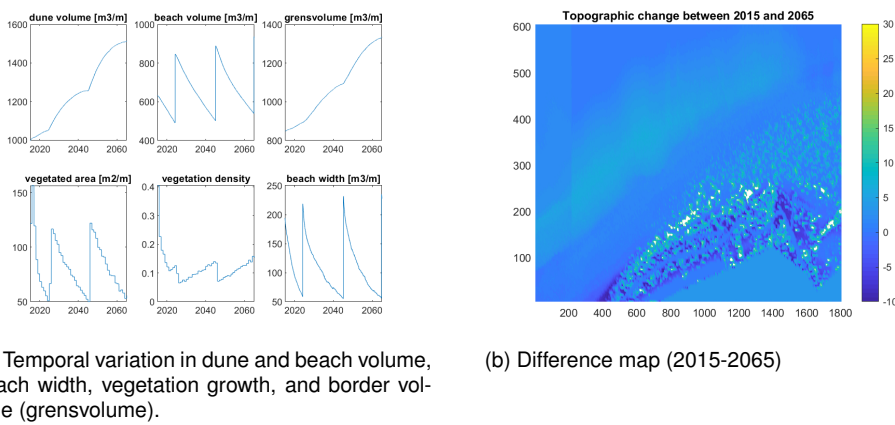 dune volume [m3/m]
1600
1400
1200
1000
2020 2040 2060
beach volume [m3/m]
1000
800
600
400
2020 2040 2060
grensvolume [m3/m]
1400
1200
1000
800
2020 2040 2060
vegetated area [m2/m]
150
100
50
2020 2040 2060
vegetation density
0.4
0.3
0.2
0.1
0
2020 2040 2060
beach width [m3/m]
250
200
150
100
50
2020 2040 2060
Temporal variation in dune and beach volume,
ach width, vegetation growth, and border vol-
e (grensvolume).
Topographic change between 2015 and 2065
600
500
400
300
200
100
200 400 600 800 1000 1200 1400 1600 1800
30
25
20
15
10
5
0
-5
-10
(b) Difference map (2015-2065)